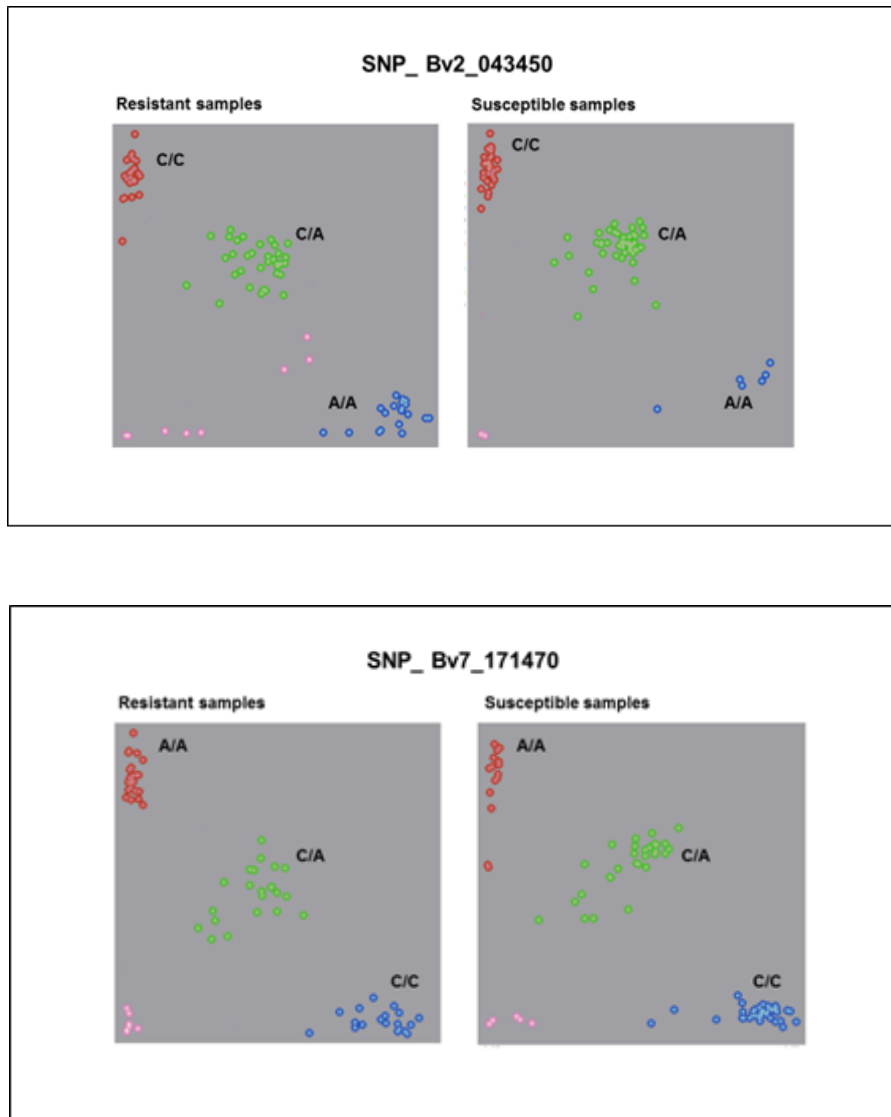 SNP_ Bv2_043450
Resistant samples
Susceptible samples
C/C
C/A
A/A
C/C
C/A
A/A
SNP_ Bv7_171470
Resistant samples
Susceptible samples
A/A
C/A
C/C
A/A
C/A
C/C